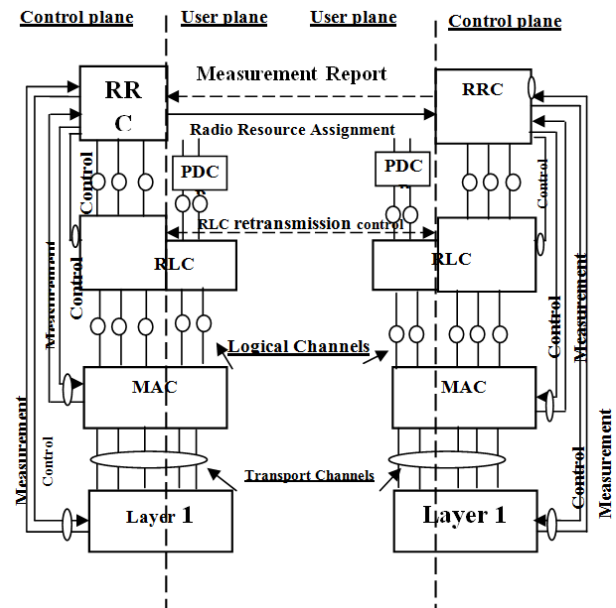 Control plane
User plane
User plane
Control plane
Measurement Report
RR
C
RRC
Radio Resource Assignment
PDC
PDC
Control
Control
RLC retransmission control
RLC
RLC
Control
Measurement
Measurement
Control
Logical Channels
MAC
MAC
Measurement
Control
Transport Channels
Control
Measurement
Layer 1
Layer 1